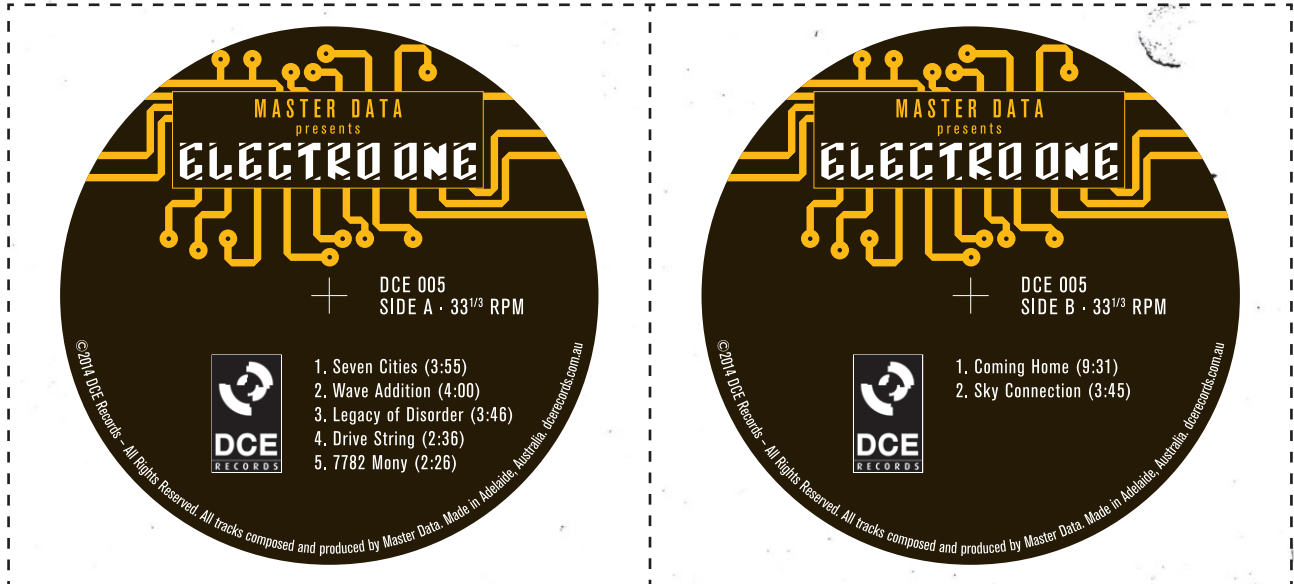 MASTER DATA
presents
ELECTRO ONE
DCE 005
SIDE A · 33 1/3 RPM
1. Seven Cities (3:55)
2. Wave Addition (4:00)
3. Legacy of Disorder (3:46)
4. Drive String (2:36)
5. 7782 Mony (2:26)
DCE
RECORDS
©2014 DCE Records – All Rights Reserved. All tracks composed and produced by Master Data. Made in Adelaide, Australia. dcerecords.com.au
MASTER DATA
presents
ELECTRO ONE
DCE 005
SIDE B · 33 1/3 RPM
1. Coming Home (9:31)
2. Sky Connection (3:45)
DCE
RECORDS
©2014 DCE Records – All Rights Reserved. All tracks composed and produced by Master Data. Made in Adelaide, Australia. dcerecords.com.au